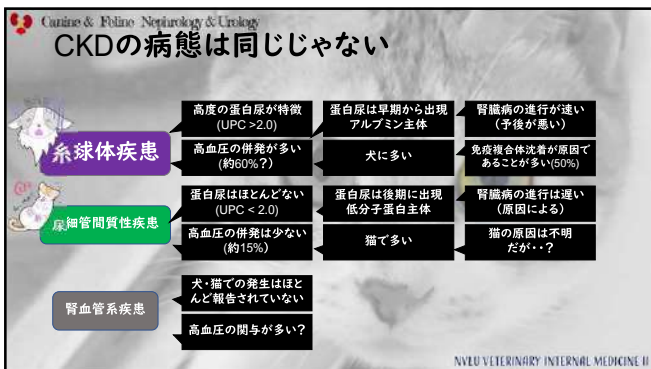 Canine & Feline Nephrology & Urology
CKDの病態は同じじゃない
糸球体疾患
高度の蛋白尿が特徴
(UPC >2.0)
蛋白尿は早期から出現
アルブミン主体
腎臓病の進行が速い
(予後が悪い)
高血圧の併発が多い
(約60%?)
犬に多い
免疫複合体沈着が原因で
あることが多い(50%)
尿細管間質性疾患
蛋白尿はほとんどない
(UPC < 2.0)
蛋白尿は後期に出現
低分子蛋白主体
腎臓病の進行は遅い
(原因による)
高血圧の併発は少ない
(約15%)
猫で多い
猫の原因は不明
だが・・?
腎血管系疾患
犬・猫での発生はほと
んど報告されていない
高血圧の関与が多い?
NVLU VETERINARY INTERNAL MEDICINE II